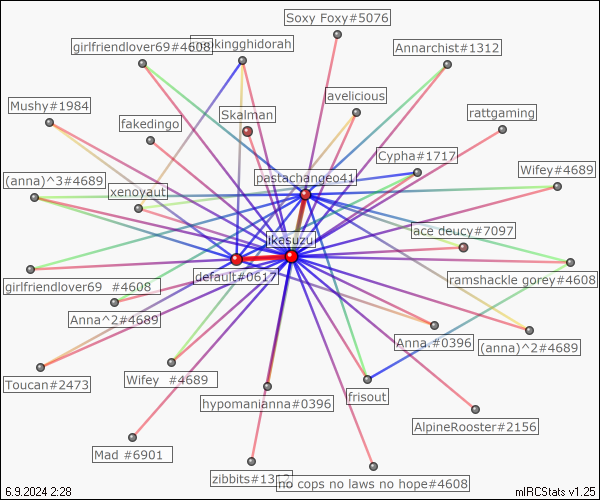 Soxy Foxy#5076
girlfriendlover69#4608
kingghidorah
Annarchist#1312
avelicious
Mushy#1984
fakedingo
Skalman
rattgaming
Cypha#1717
pastachangeo41
Wifey#4689
(anna)^3#4689
xenoyaut
ace deucy#7097
Ikesuzu
default#0617
girlfriendlover69 #4608
ramshackle gorey#4608
Anna^2#4689
Anna.#0396
(anna)^2#4689
Toucan#2473
Wifey #4689
hypomanianna#0396
frisout
AlpineRooster#2156
Mad #6901
zibbits#1312
no cops no laws no hope#4608
6.9.2024 2:28
mIRCStats v1.25